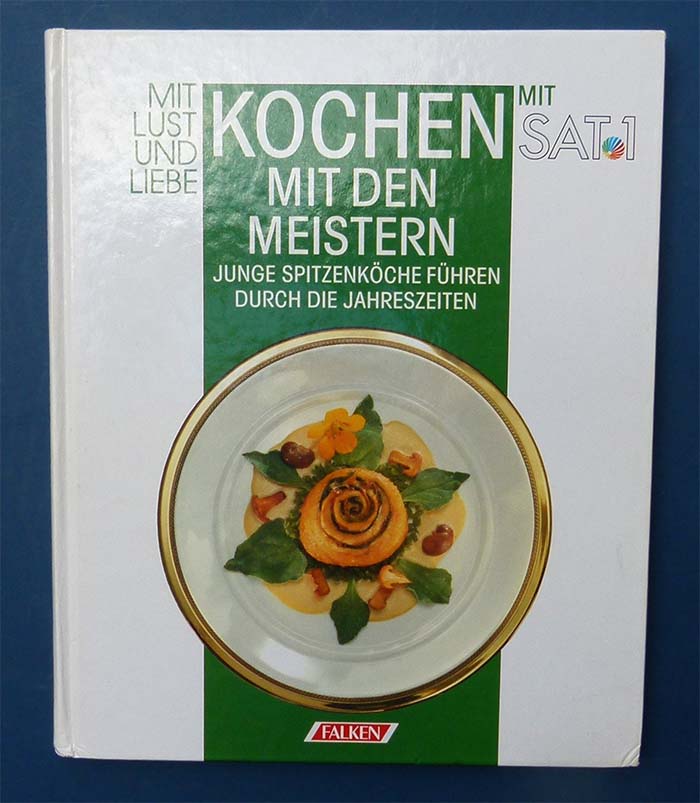 MIT
LUST
UND
LIEBE
KOCHEN
MIT DEN
MEISTERN
JUNGE SPITZENKÖCHE FÜHREN
DURCH DIE JAHRESZEITEN
MIT
SAT.1
FALKEN